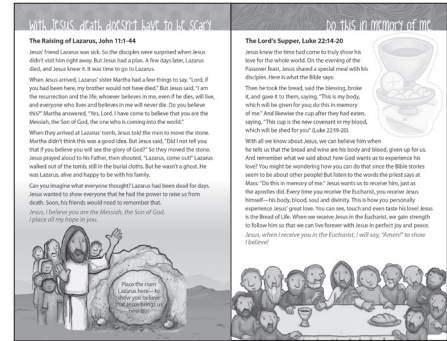 With Jesus, death doesn't have to be scary
The Raising of Lazarus, John 11:1-44
Jesus' friend Lazarus was sick. So the disciples were surprised when Jesus
didn't visit him right away. But Jesus had a plan. A few days later, Lazarus
died, and Jesus knew it. It was time to go to Lazarus.
When Jesus arrived, Lazarus' sister Martha had a few things to say. "Lord, if
you had been here, my brother would not have died." But Jesus said, "I am
the resurrection and the life; whoever believes in me, even if he dies, will live,
and everyone who lives and believes in me will never die. Do you believe
this?" Martha answered, "Yes, Lord. I have come to believe that you are the
Messiah, the Son of God, the one who is coming into the world."
When they arrived at Lazarus' tomb, Jesus told the men to move the stone.
Martha didn't think this was a good idea. But Jesus said, "Did I not tell you
that if you believe you will see the glory of God?" So they removed the stone.
Jesus prayed aloud to his Father, then shouted, "Lazarus, come out!" Lazarus
walked out of the tomb, still in the burial cloths. But he wasn't a ghost. He
was Lazarus, alive and happy to be with his family.
Can you imagine what everyone thought? Lazarus had been dead for days.
Jesus wanted to show everyone that he had the power to raise us from
death. Soon, his friends would need to remember that.
Jesus, I believe you are the Messiah, the Son of God.
I place all my hope in you.
Place the risen
Lazarus here—to
show you believe
that Jesus brings us
new life!
Do this in memory of me
The Lord's Supper, Luke 22:14-20
Jesus knew the time had come to truly show his
love for the whole world. On the evening of the
Passover feast, Jesus shared a special meal with his
disciples. Here is what the Bible says:
Then he took the bread, said the blessing, broke
it, and gave it to them, saying, "This is my body,
which will be given for you; do this in memory
of me." And likewise the cup after they had eaten,
saying, "This cup is the new covenant in my blood,
which will be shed for you" (Luke 22:19-20).
With all we know about Jesus, we can believe him when
he tells us that the bread and wine are his body and blood, given up for us.
And remember what we said about how God wants us to experience his
love? You might be wondering how you can do that since the Bible stories
seem to be about other people! But listen to the words the priest says at
Mass: "Do this in memory of me." Jesus wants us to receive him, just as
the apostles did. Every time you receive the Eucharist, you receive Jesus
himself—his body, blood, soul and divinity. This is how you personally
experience Jesus' great love. You can see, touch and even taste his love! Jesus
is the Bread of Life. When we receive Jesus in the Eucharist, we gain strength
to follow him so that we can live forever with Jesus in perfect joy and peace.
Jesus, when I receive you in the Eucharist, I will say, "Amen!" to show
I believe!